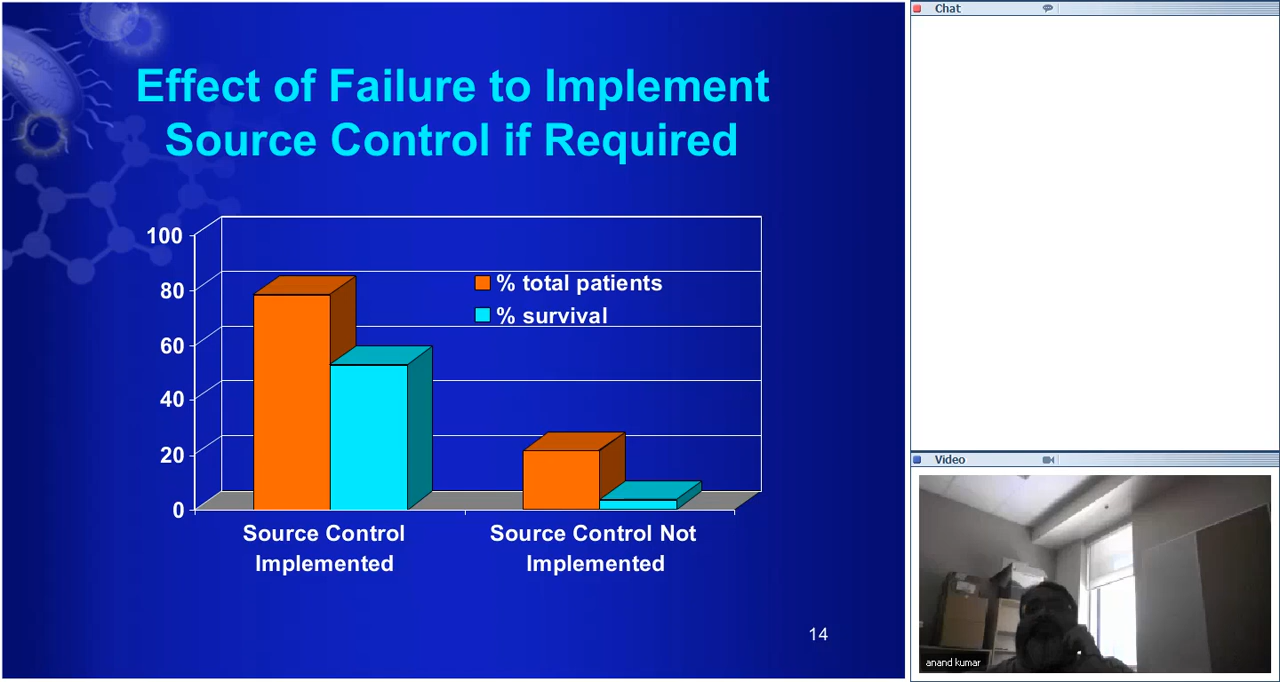 Effect of Failure to Implement
Source Control if Required
100
80
60
40
20
0
% total patients
% survival
Source Control
Implemented
Source Control Not
Implemented
14
Chat
Video
anand kumar